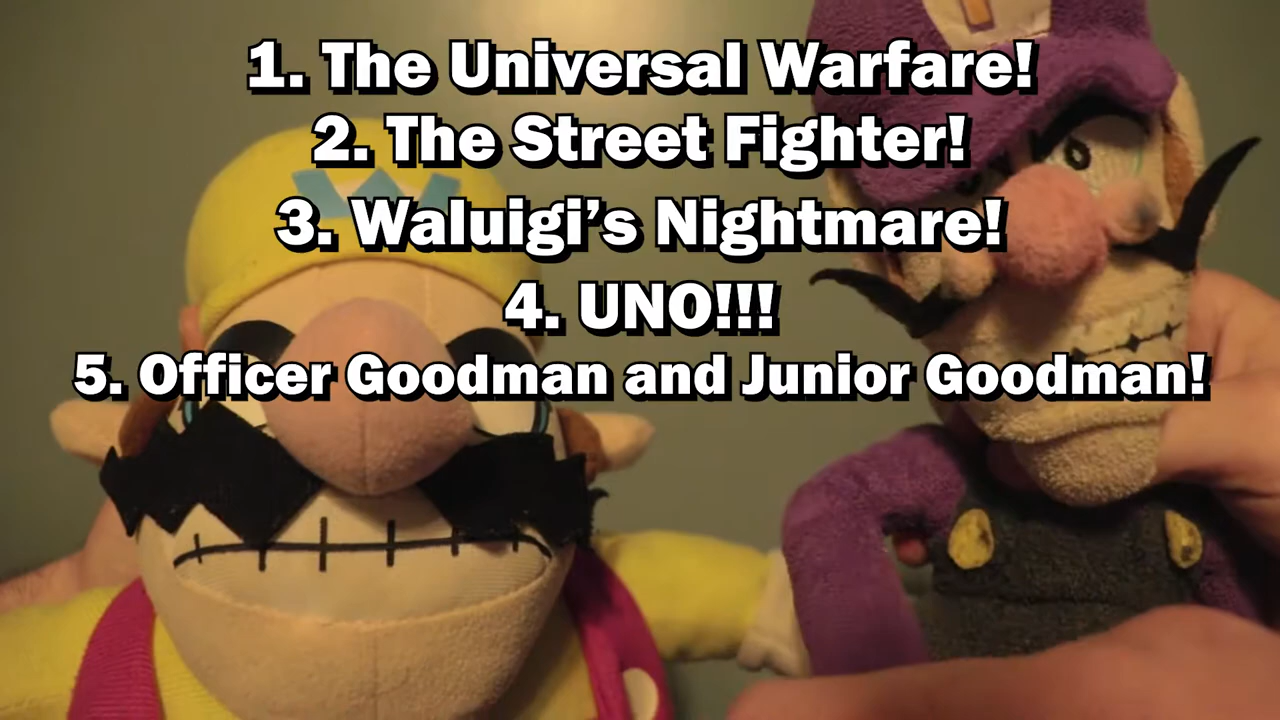 1. The Universal Warfare!
2. The Street Fighter!
3. Waluigi’s Nightmare!
4. UNO!!!
5. Officer Goodman and Junior Goodman!
W